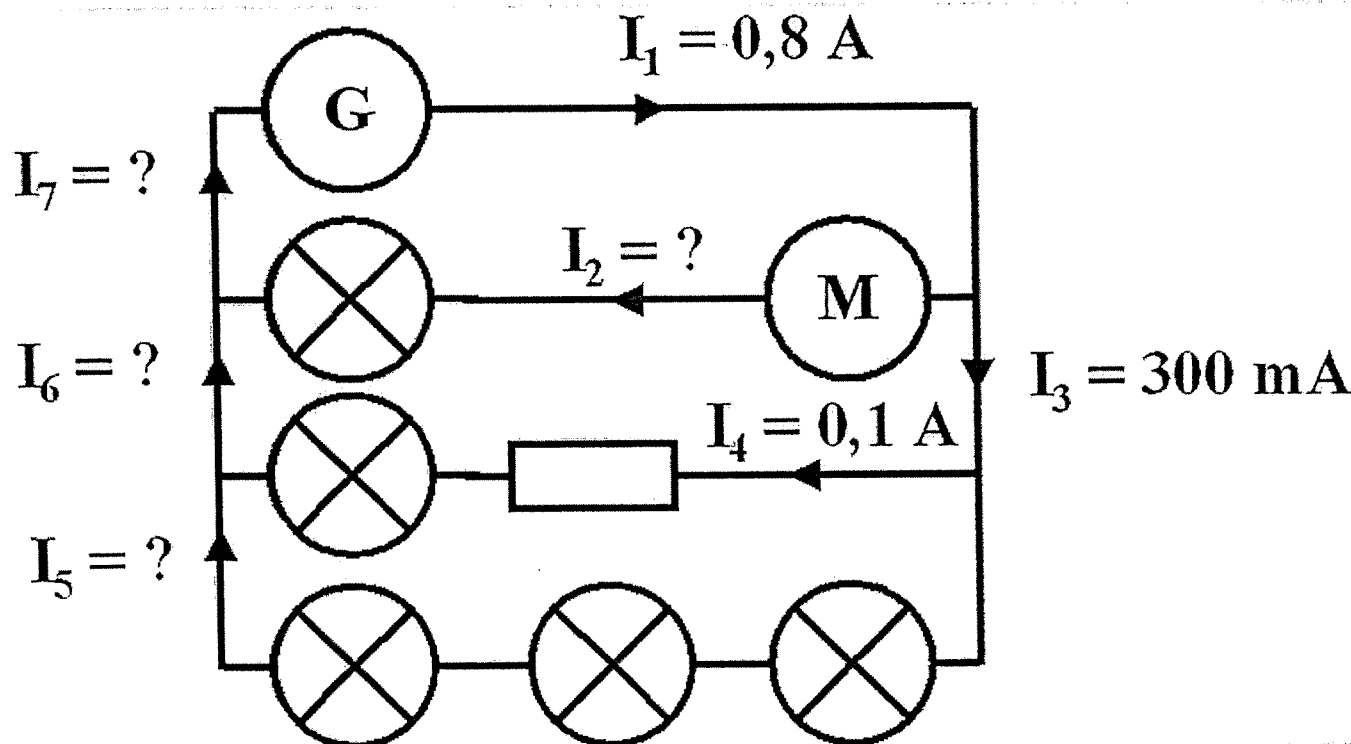 I₁ = 0,8 A
G
I₇ = ?
I₂ = ?
M
I₆ = ?
I₃ = 300 mA
I₄ = 0,1 A
I₅ = ?